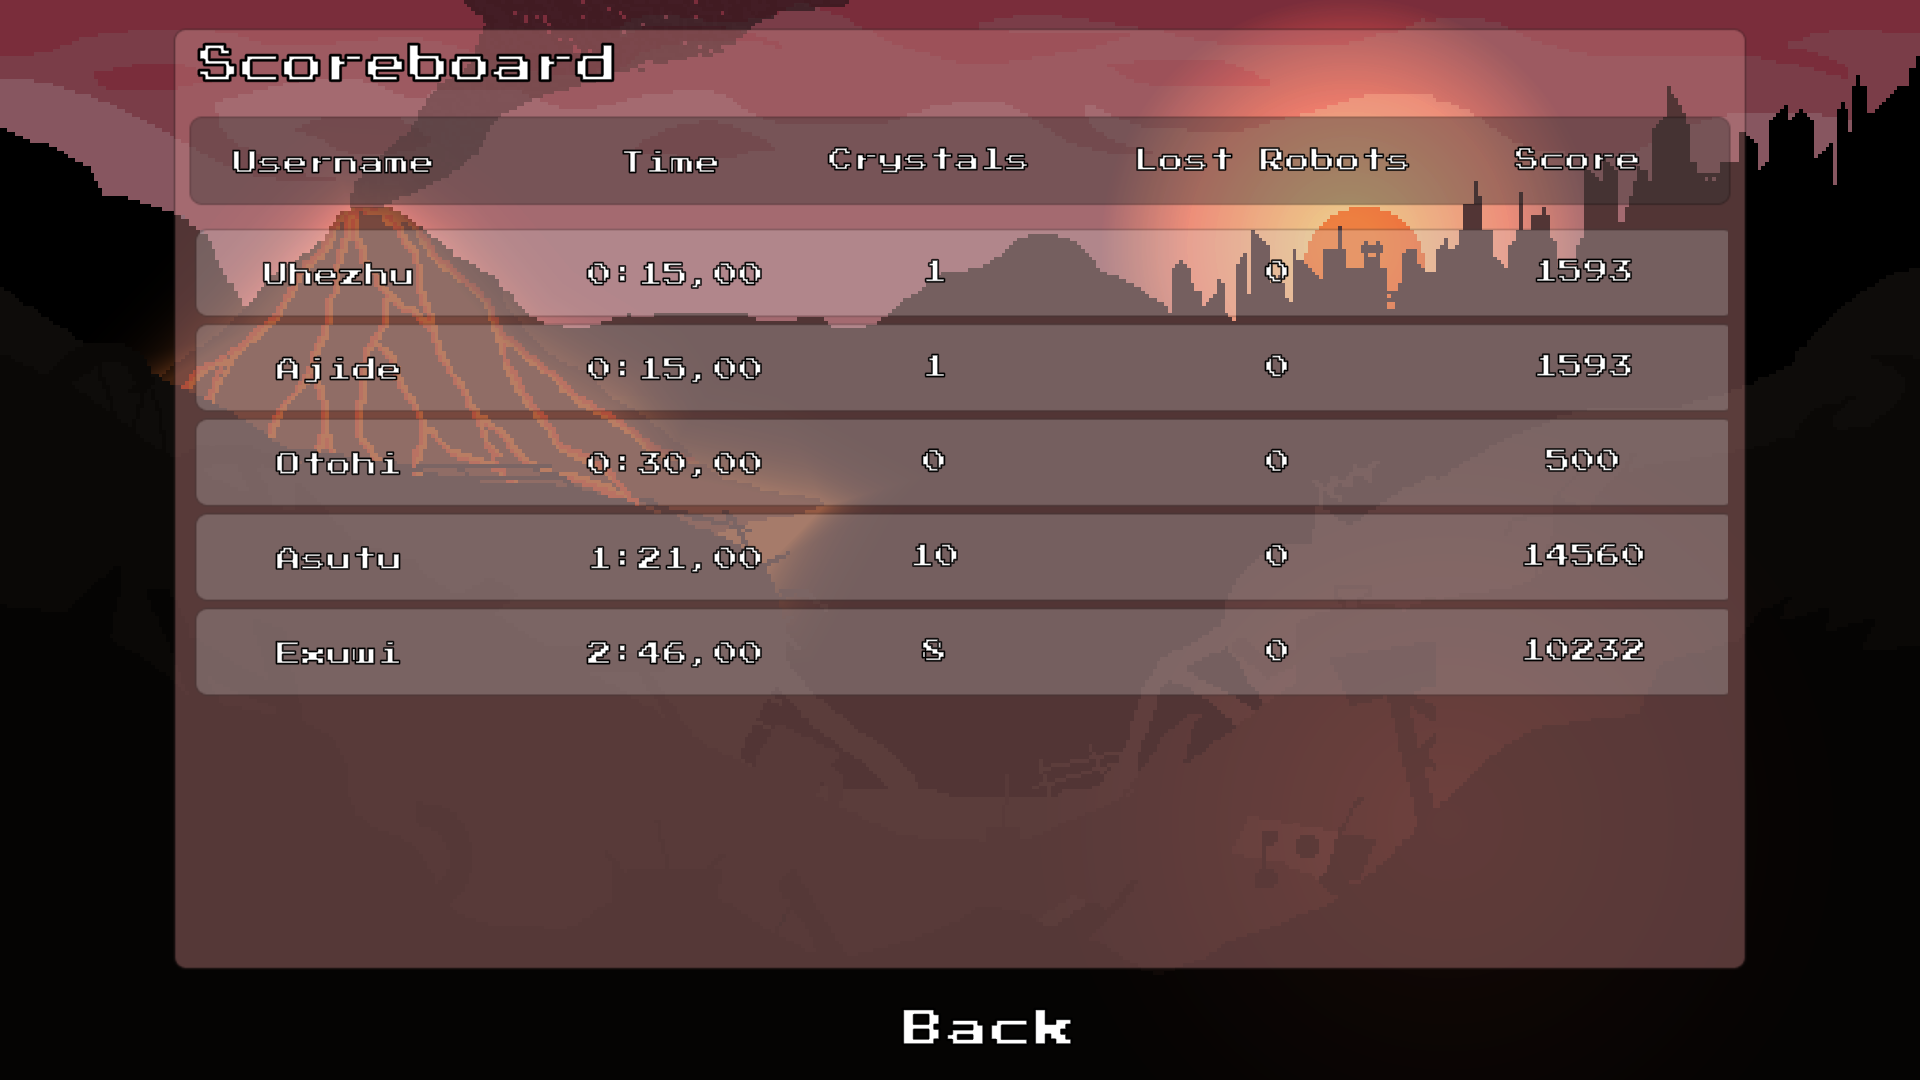 Scoreboard
Username Time Crystals Lost Robots Score
Uhezhu 0:15,00 1 0 1593
Ajide 0:15,00 1 0 1593
Otohi 0:30,00 0 0 500
Asutu 1:21,00 10 0 14560
Exuwi 2:46,00 8 0 10232
Back